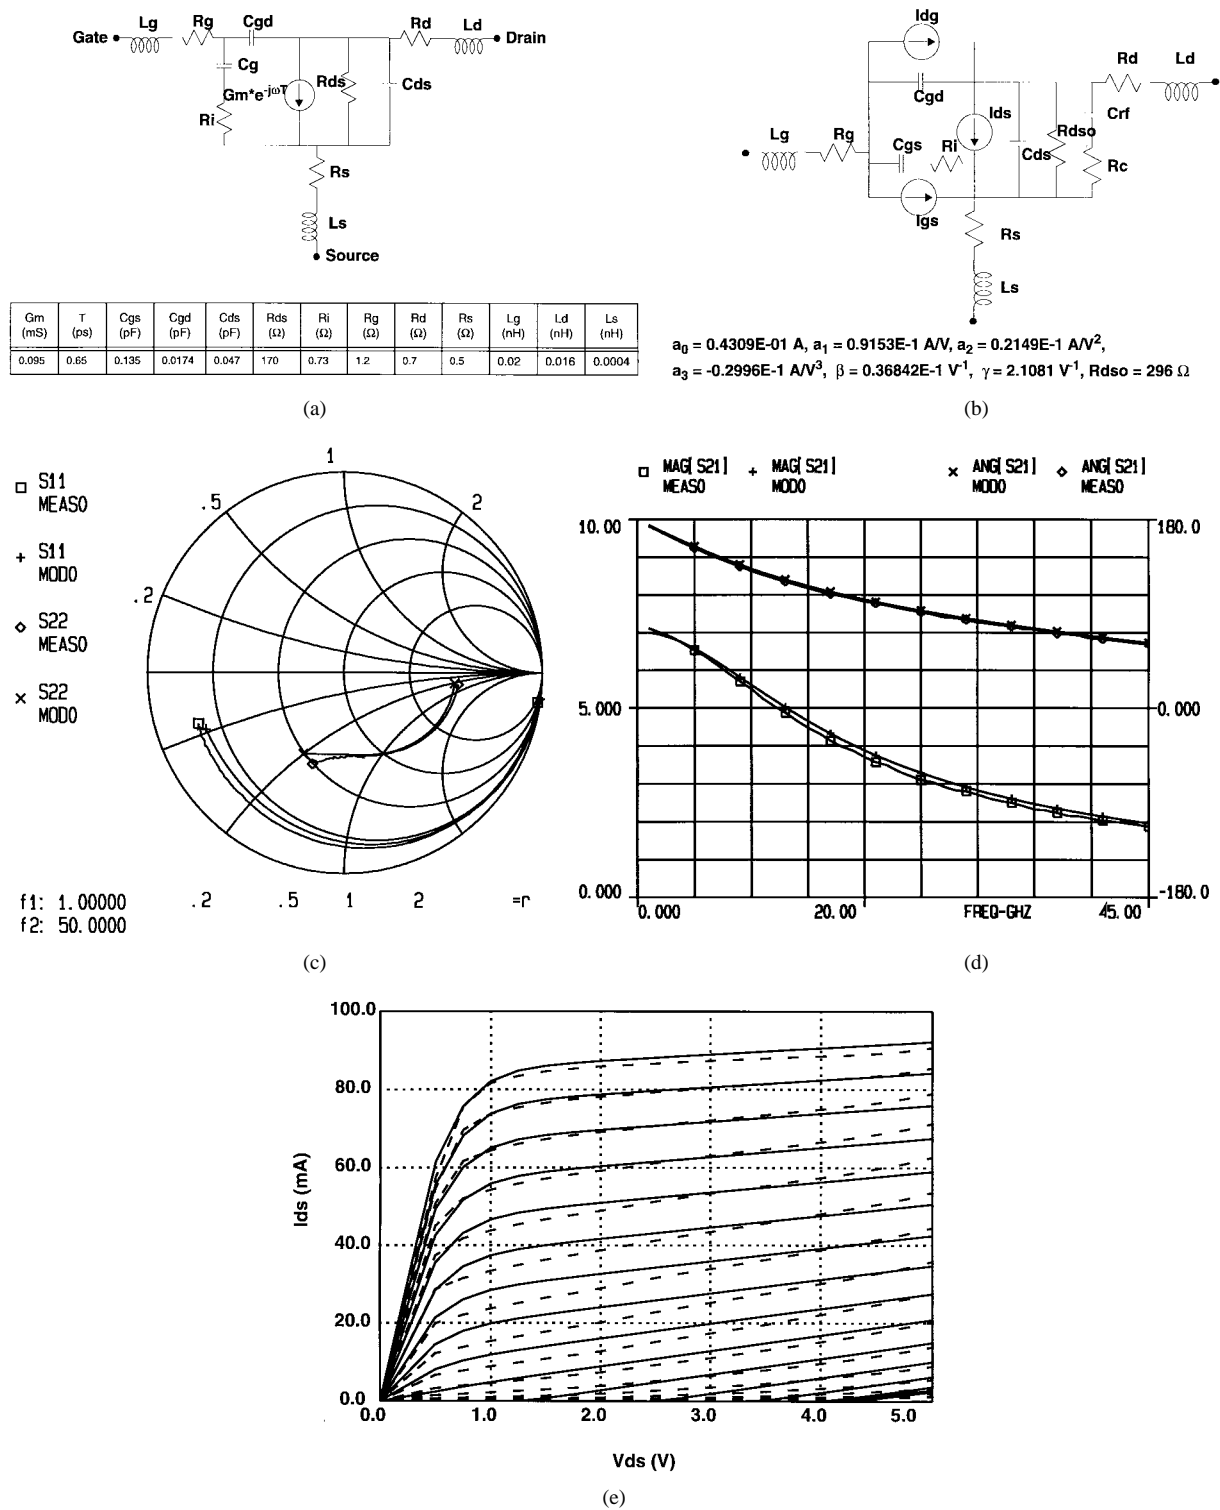 Lg Rg Cgd Rd Ld
Gate Drain
Cg
Rds Cds
Gm*e-jωT
Ri
Rs
Ls
Source
Gm (mS) T (ps) Cgs (pF) Cgd (pF) Cds (pF) Rds (Ω) Ri (Ω) Rg (Ω) Rd (Ω) Rs (Ω) Lg (nH) Ld (nH) Ls (nH)
0.095 0.65 0.135 0.0174 0.047 170 0.73 1.2 0.7 0.5 0.02 0.016 0.0004
(a)
Idg
Rd Ld
Cgd
Ids Crf
Lg Rg Cgs Ri Rdso
Cds Rc
Igs
Rs
Ls
a0 = 0.4309E-01 A, a1 = 0.9153E-1 A/V, a2 = 0.2149E-1 A/V2,
a3 = -0.2996E-1 A/V3, β = 0.36842E-1 V-1, γ = 2.1081 V-1, Rdso = 296 Ω
(b)
S11
MEASO
S11
MODO
S22
MEASO
S22
MODO
1
.5 2
.2
f1: 1.00000 .2 .5 1 2 =r
f2: 50.0000
(c)
MAG[S21] MAG[S21] ANG[S21] ANG[S21]
MEASO MODO MODO MEASO
10.00 180.0
5.000 0.000
0.000 -180.0
0.000 20.00 FREQ-GHZ 45.00
(d)
100.0
80.0
60.0
40.0
20.0
0.0
Ids (mA)
0.0 1.0 2.0 3.0 4.0 5.0
Vds (V)
(e)